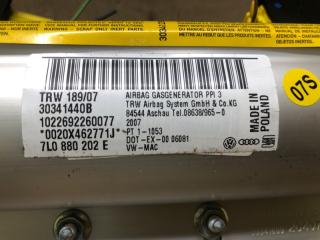 30341440
TRW 189/07
30341440B
1022692260077
*0020X462771J*
7L0 880 202 E
AIRBAG GASGENERATOR PPI 3
TRW Airbag System GmbH & Co.KG
84544 Aschau Tel.08638/965-0
2007
PT 1-1053
DOT-EX-00 06081
VW-MAC
MADE IN
POLAND
07S